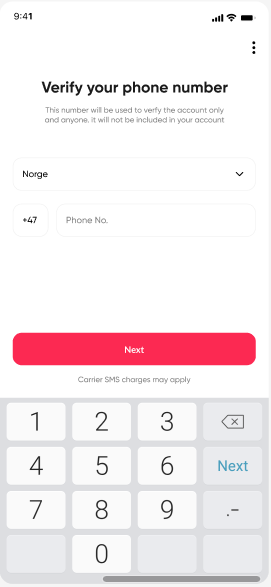 9:41
Verify your phone number
This number will be used to verify the account only
and anyone. it will not be included in your account
Norge
+47
Phone No.
Next
Carrier SMS charges may apply
1 2 3
4 5 6 Next
7 8 9 .-
0